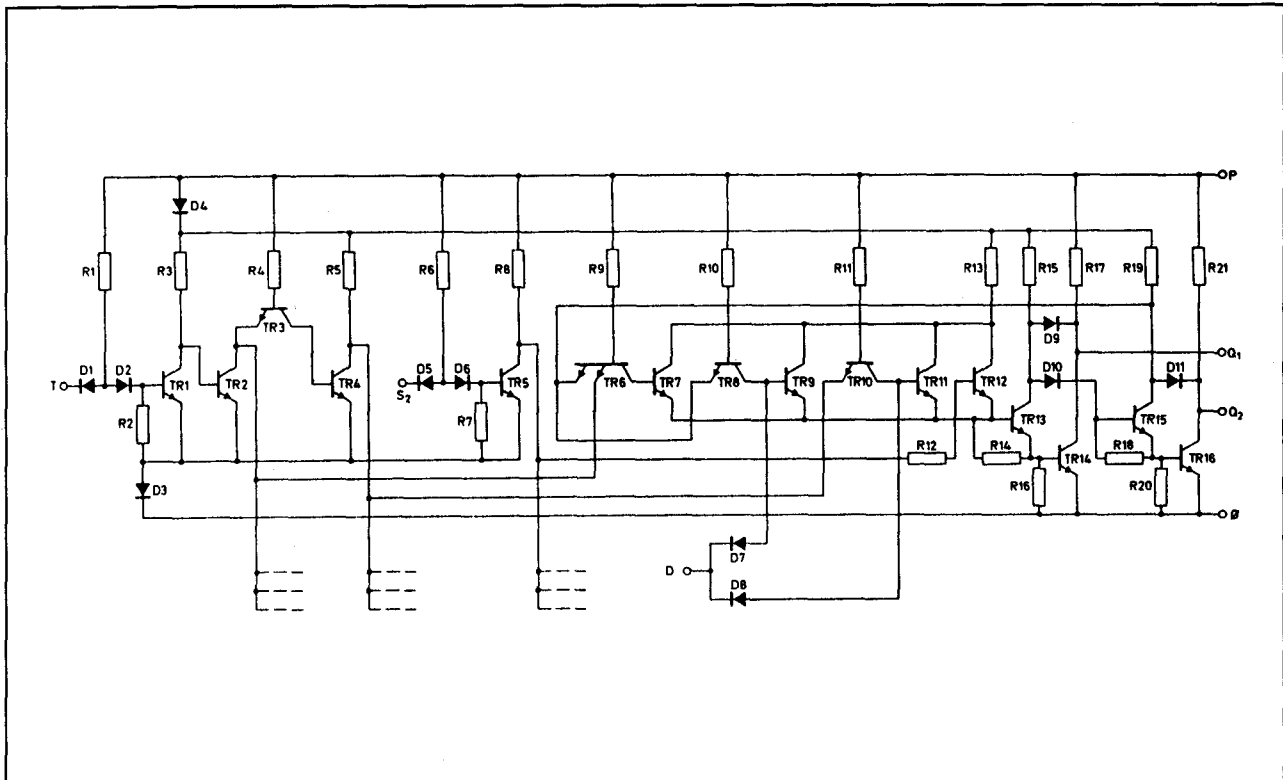 P
D4
R1
R3
R4
R5
R6
R8
R9
R10
R11
R13
R15
R17
R19
R21
TR3
D9
Q1
T
D1
D2
TR1
TR2
TR4
S2
D5
D6
TR5
TR6
TR7
TR8
TR9
TR10
TR11
TR12
D10
D11
TR13
TR15
Q2
R2
R7
R12
R14
TR14
R18
TR16
D3
R16
R20
Ø
D7
D
D8